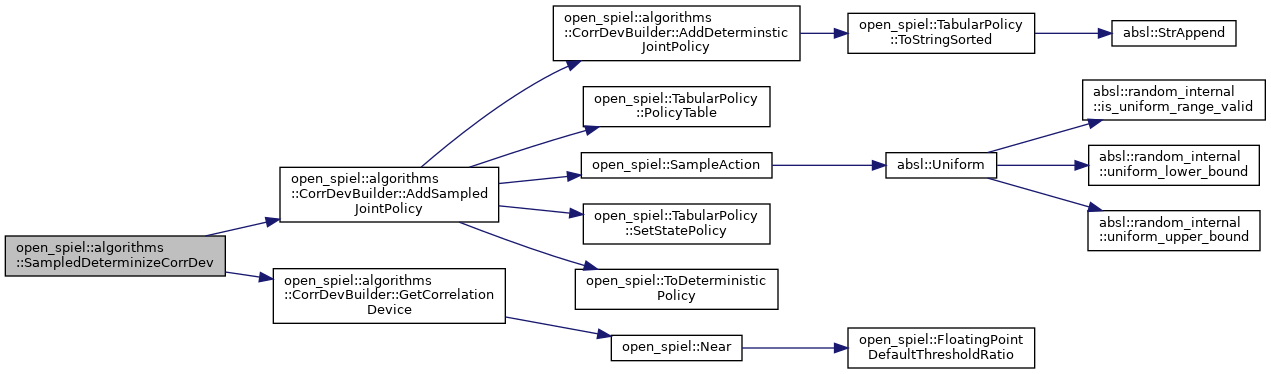 open_spiel::algorithms
::SampledDeterminizeCorrDev
open_spiel::algorithms
::CorrDevBuilder::AddSampled
JointPolicy
open_spiel::algorithms
::CorrDevBuilder::AddDeterminstic
JointPolicy
open_spiel::TabularPolicy
::ToStringSorted
absl::StrAppend
open_spiel::TabularPolicy
::PolicyTable
open_spiel::SampleAction
absl::Uniform
absl::random_internal
::is_uniform_range_valid
absl::random_internal
::uniform_lower_bound
absl::random_internal
::uniform_upper_bound
open_spiel::TabularPolicy
::SetStatePolicy
open_spiel::ToDeterministic
Policy
open_spiel::algorithms
::CorrDevBuilder::GetCorrelation
Device
open_spiel::Near
open_spiel::FloatingPoint
DefaultThresholdRatio